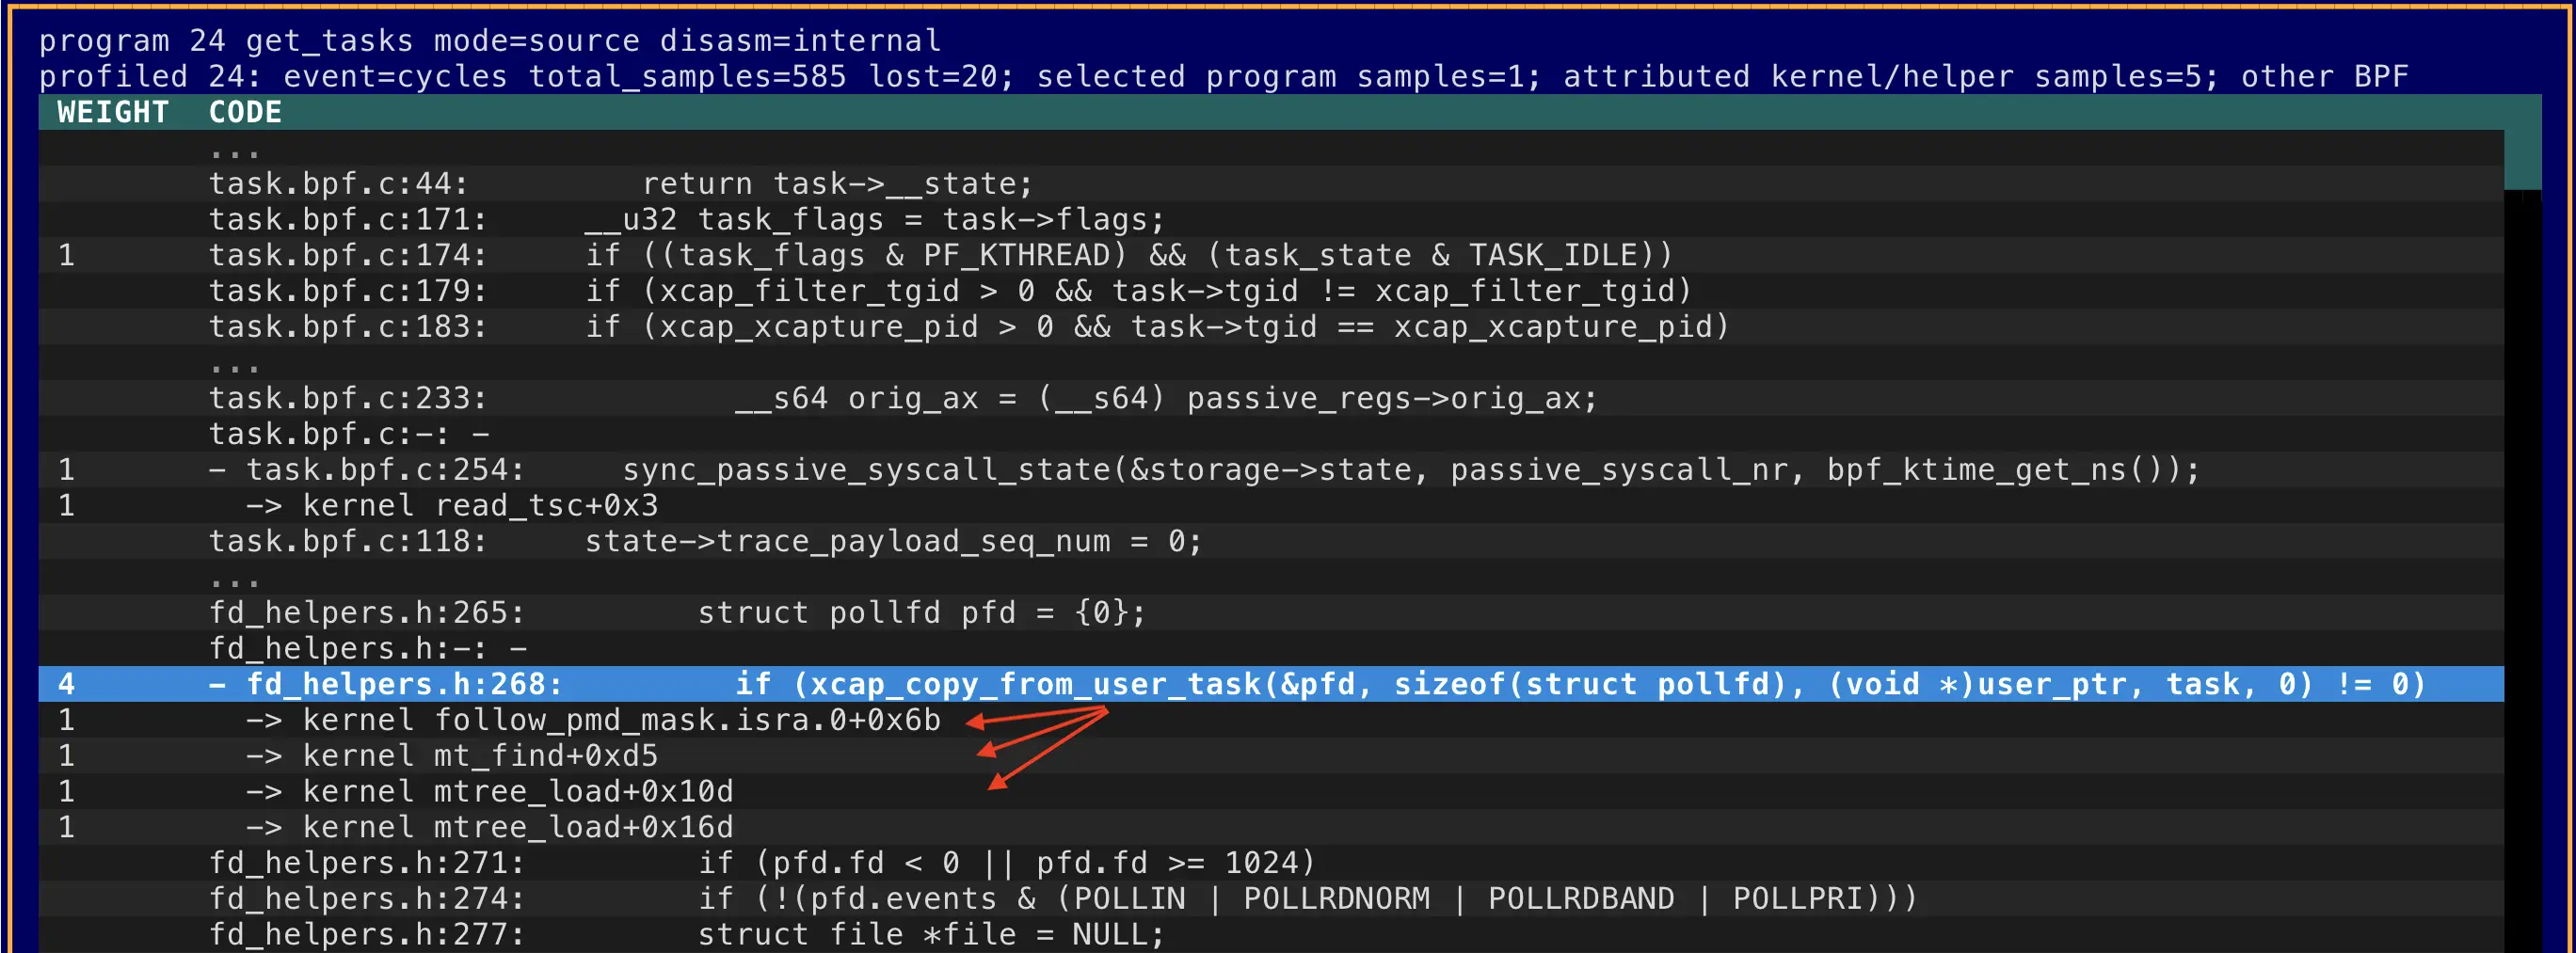 program 24 get_tasks mode=source disasm=internal
profiled 24: event=cycles total_samples=585 lost=20; selected program samples=1; attributed kernel/helper samples=5; other BPF
WEIGHT  CODE
...
task.bpf.c:44:         return task->__state;
task.bpf.c:171:     __u32 task_flags = task->flags;
1       task.bpf.c:174:     if ((task_flags & PF_KTHREAD) && (task_state & TASK_IDLE))
task.bpf.c:179:     if (xcap_filter_tgid > 0 && task->tgid != xcap_filter_tgid)
task.bpf.c:183:     if (xcap_xcapture_pid > 0 && task->tgid == xcap_xcapture_pid)
...
task.bpf.c:233:             __s64 orig_ax = (__s64) passive_regs->orig_ax;
task.bpf.c:-: -
1       - task.bpf.c:254:     sync_passive_syscall_state(&storage->state, passive_syscall_nr, bpf_ktime_get_ns());
1         -> kernel read_tsc+0x3
task.bpf.c:118:     state->trace_payload_seq_num = 0;
...
fd_helpers.h:265:         struct pollfd pfd = {0};
fd_helpers.h:-: -
4       - fd_helpers.h:268:         if (xcap_copy_from_user_task(&pfd, sizeof(struct pollfd), (void *)user_ptr, task, 0) != 0)
1         -> kernel follow_pmd_mask.isra.0+0x6b
1         -> kernel mt_find+0xd5
1         -> kernel mtree_load+0x10d
1         -> kernel mtree_load+0x16d
fd_helpers.h:271:         if (pfd.fd < 0 || pfd.fd >= 1024)
fd_helpers.h:274:         if (!(pfd.events & (POLLIN | POLLRDNORM | POLLRDBAND | POLLPRI)))
fd_helpers.h:277:         struct file *file = NULL;